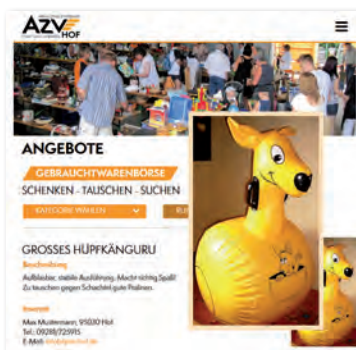 AZV HOF
ANGEBOTE
GEBRAUCHTWARENBÖRSE
SCHENKEN - TAUSCHEN - SUCHEN
KATEGORIE WÄHLEN
GROSSES HÜPFKÄNGURU
Beschreibung
Aufblasbar, stabile Ausführung. Macht richtig Spaß!
Zu tauschen gegen Schachtel gute Pralinen.
Inserent
Max Mustermann, 95030 Hof
Tel.: 09281/725915
E-Mail: